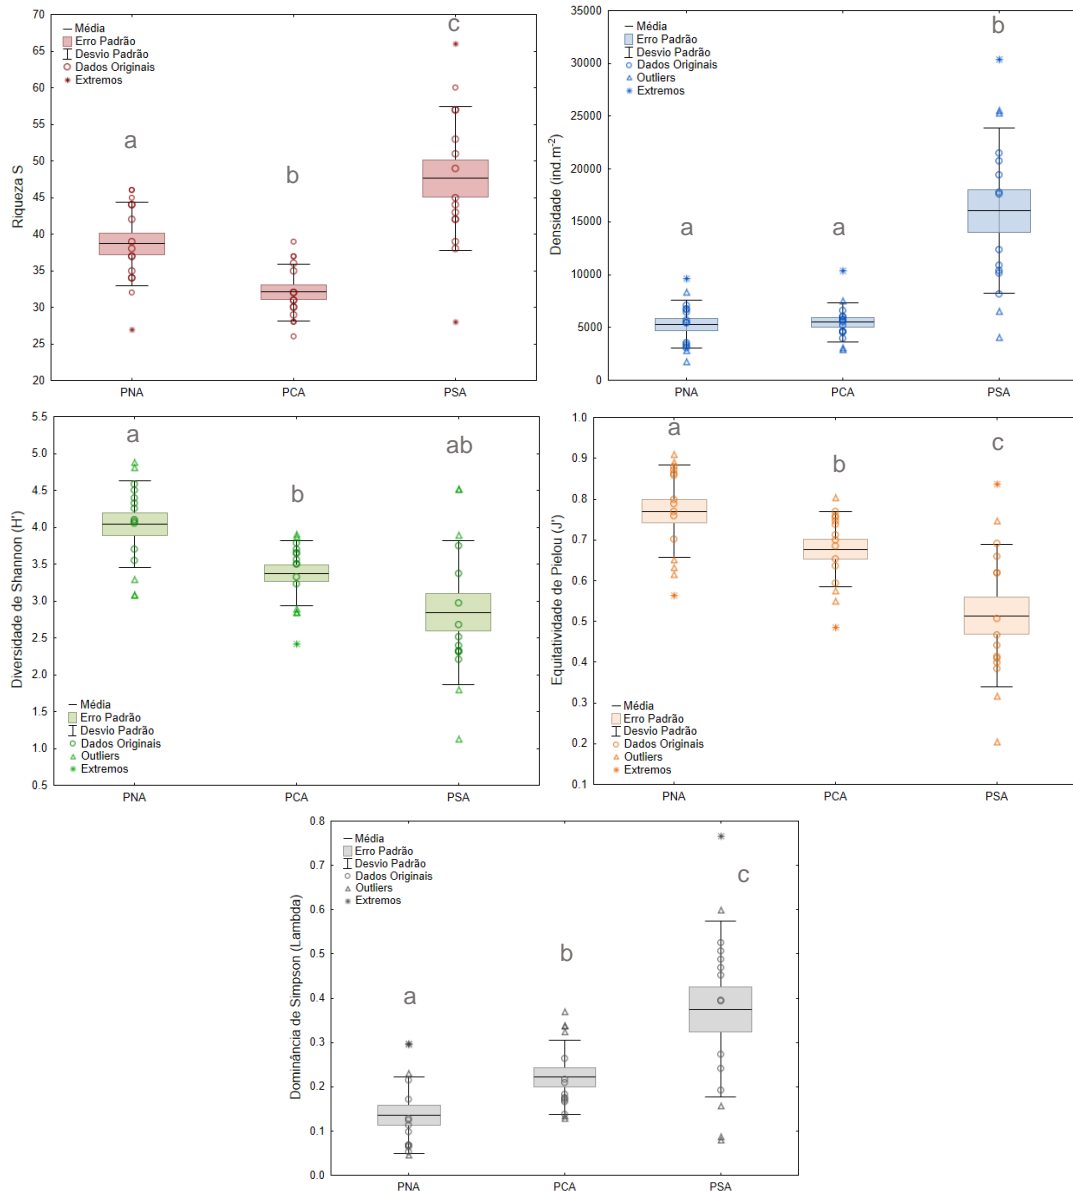 Riqueza S
70
65
60
55
50
45
40
35
30
25
20
Média
Erro Padrão
Desvio Padrão
Dados Originais
Extremos
a
b
c
PNA
PCA
PSA
Densidade (ind.m-2)
35000
30000
25000
20000
15000
10000
5000
0
Média
Erro Padrão
Desvio Padrão
Dados Originais
Outliers
Extremos
a
a
b
PNA
PCA
PSA
Diversidade de Shannon (H')
5.5
5.0
4.5
4.0
3.5
3.0
2.5
2.0
1.5
1.0
0.5
a
b
ab
Média
Erro Padrão
Desvio Padrão
Dados Originais
Outliers
Extremos
PNA
PCA
PSA
Equitatividade de Pielou (J')
1.0
0.9
0.8
0.7
0.6
0.5
0.4
0.3
0.2
0.1
a
b
c
Média
Erro Padrão
Desvio Padrão
Dados Originais
Outliers
Extremos
PNA
PCA
PSA
Dominância de Simpson (Lambda)
0.8
0.7
0.6
0.5
0.4
0.3
0.2
0.1
0.0
Média
Erro Padrão
Desvio Padrão
Dados Originais
Outliers
Extremos
a
b
c
PNA
PCA
PSA